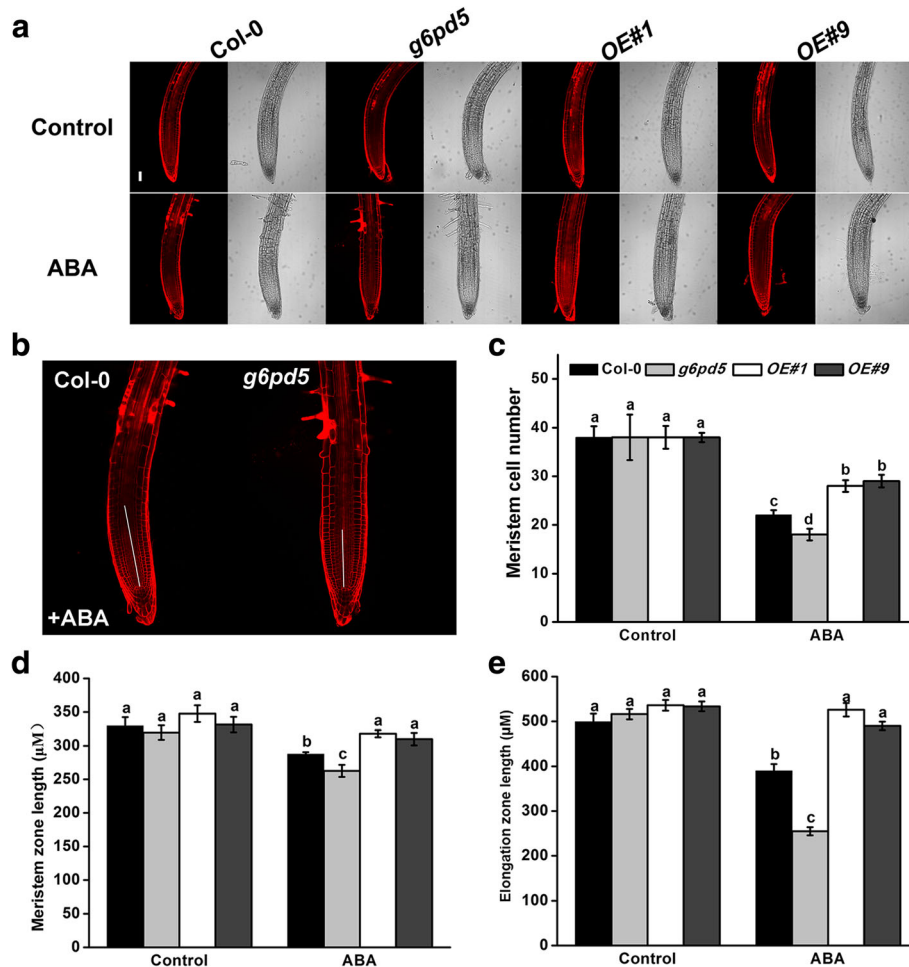 a
Col-0 g6pd5 OE#1 OE#9
Control
ABA
b
Col-0 g6pd5
+ABA
c
Meristem cell number
50
40
30
20
10
0
Col-0 g6pd5 OE#1 OE#9
a a a a
c d b b
Control ABA
d
Meristem zone length (μM)
400
350
300
250
200
150
100
50
0
a a a a
b c a a
Control ABA
e
Elongation zone length (μM)
600
500
400
300
200
100
0
a a a a
b c a a
Control ABA